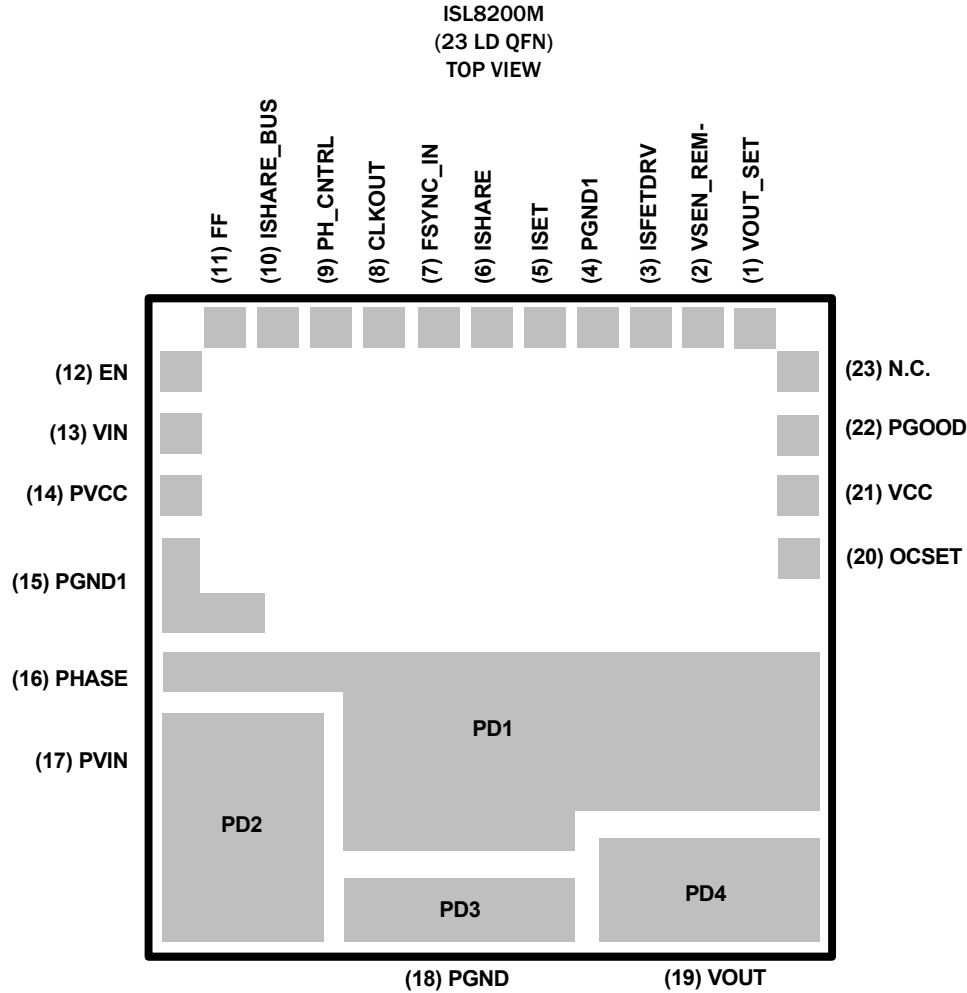 ISL8200M
(23 LD QFN)
TOP VIEW
(11) FF
(10) ISHARE_BUS
(9) PH_CNTRL
(8) CLKOUT
(7) FSYNC_IN
(6) ISHARE
(5) ISET
(4) PGND1
(3) ISFETDRV
(2) VSEN_REM-
(1) VOUT_SET
(12) EN
(13) VIN
(14) PVCC
(15) PGND1
(16) PHASE
(17) PVIN
(23) N.C.
(22) PGOOD
(21) VCC
(20) OCSET
PD1
PD2
PD3
PD4
(18) PGND
(19) VOUT